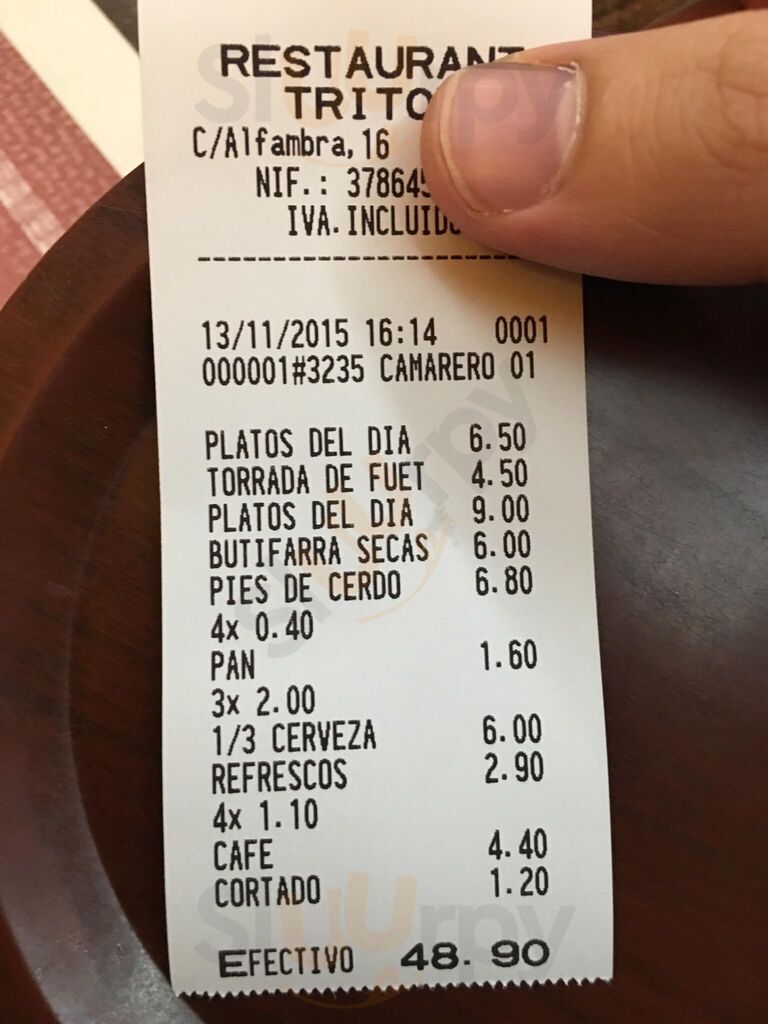 RESTAURANT
TRITO
C/Alfambra, 16
NIF.: 37864
IVA. INCLUIDO
13/11/2015 16:14 0001
000001#3235 CAMARERO 01
PLATOS DEL DIA 6.50
TORRADA DE FUET 4.50
PLATOS DEL DIA 9.00
BUTIFARRA SECAS 6.00
PIES DE CERDO 6.80
4x 0.40
PAN 1.60
3x 2.00
1/3 CERVEZA 6.00
REFRESCOS 2.90
4x 1.10
CAFE 4.40
CORTADO 1.20
EFECTIVO 48.90